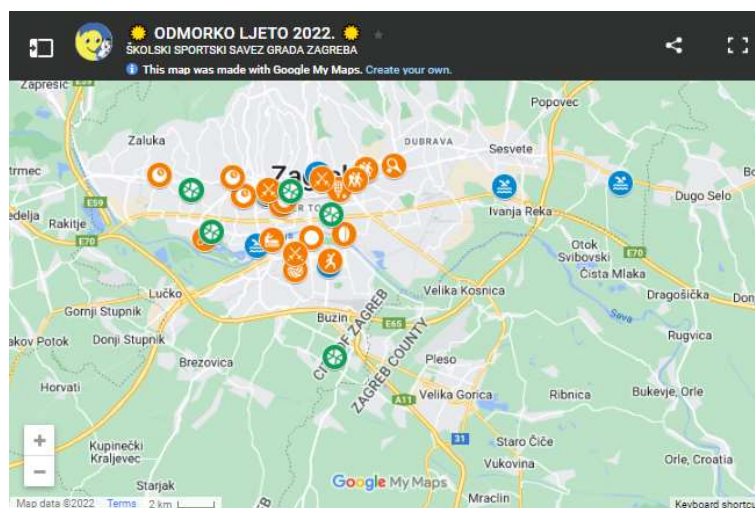 ODMORKO LJETO 2022.
ŠKOLSKI SPORTSKI SAVEZ GRADA ZAGREBA
This map was made with Google My Maps. Create your own.
Zaprešić
Popovec
Zaluka
DUBRAVA
Sesvete
Dugo Selo
E59
Rakitje
Ivanja Reka
E70
Otok
Svibovski
E70
Čista Mlaka
Lučko
Velika Kosnica
Dragošička
Gornji Stupnik
Buzin
E65
Sava
Donji Stupnik
Rugvica
Brezovica
CITY OF ZAGREB
ZAGREB COUNTY
Pleso
Horvati
A11
Velika Gorica
Ribnica
Bukevje, Orle
Kupinečki
Kraljevec
31
Staro Čiče
Vukovina
Orle, Croatia
Starjak
Google My Maps
Mraclin
Map data ©2022
Terms
2 km
Keyboard shortcu